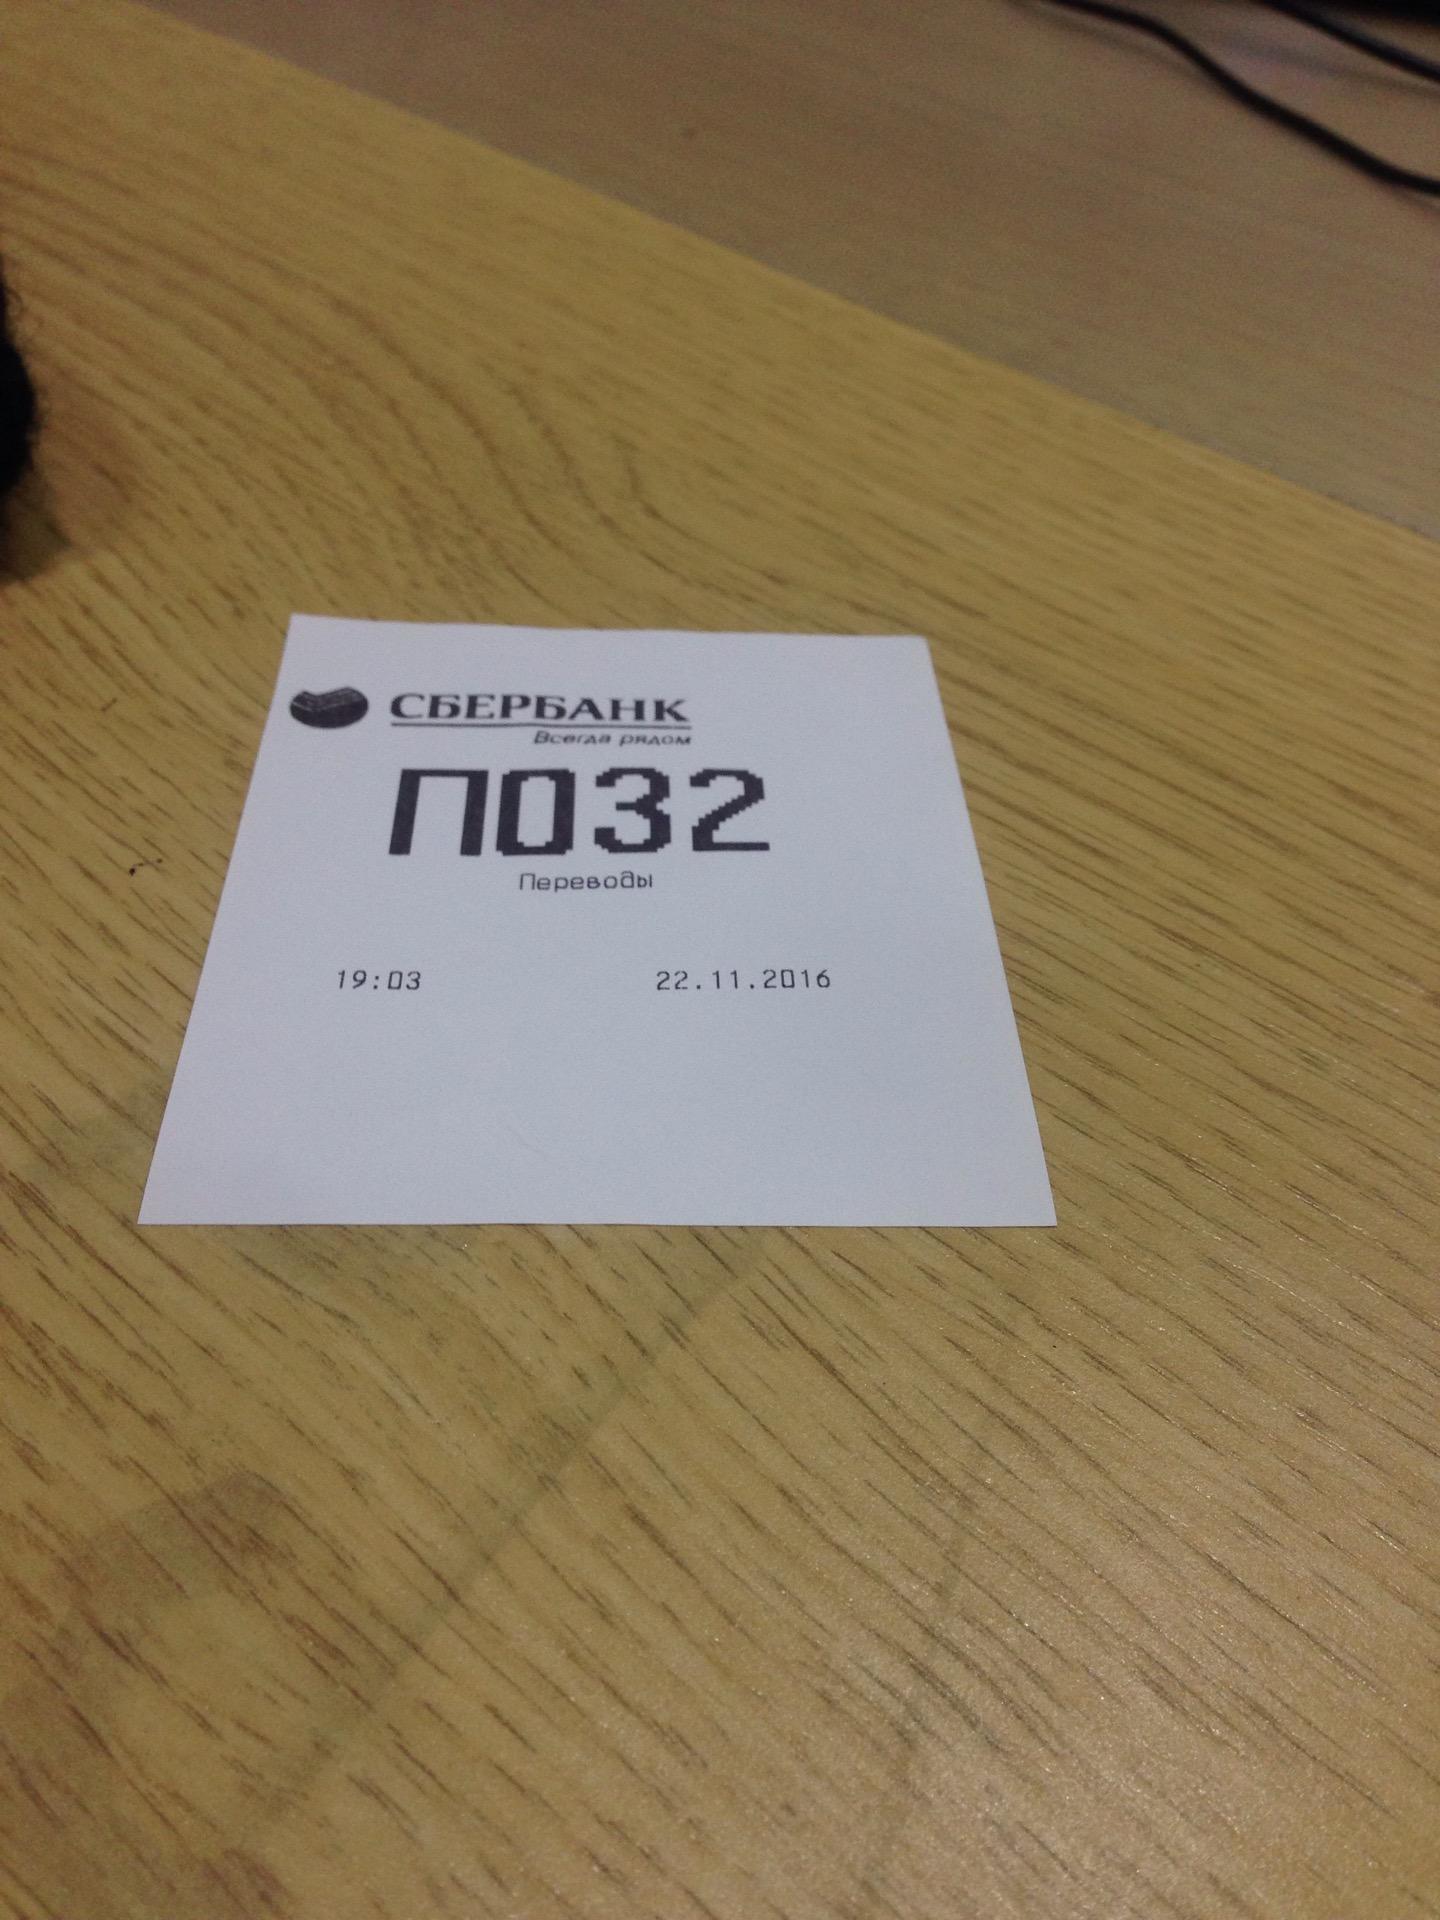 СБЕРБАНК
Всегда рядом
П032
Переводы
19:03 22.11.2016